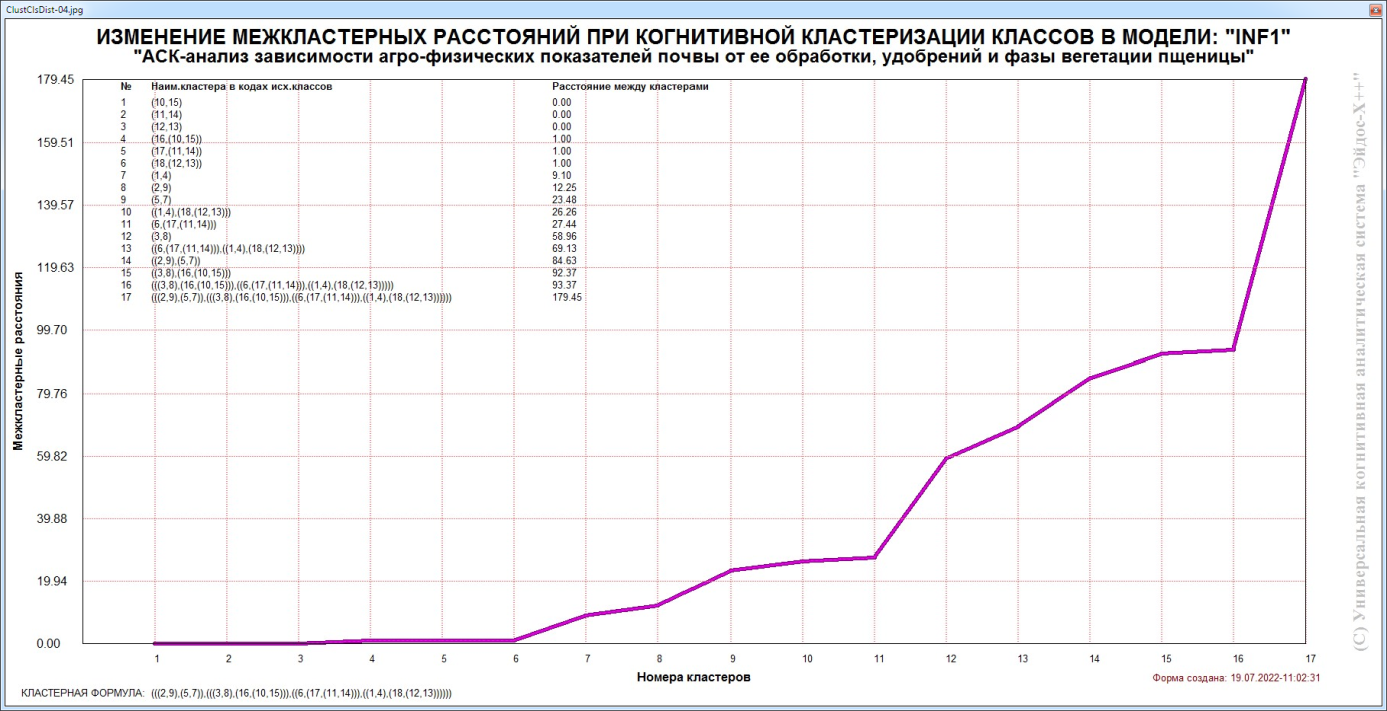 ClustClsDist-04.jpg
ИЗМЕНЕНИЕ МЕЖКЛАСТЕРНЫХ РАССТОЯНИЙ ПРИ КОГНИТИВНОЙ КЛАСТЕРИЗАЦИИ КЛАССОВ В МОДЕЛИ: "INF1"
"АСК-анализ зависимости агро-физических показателей почвы от ее обработки, удобрений и фазы вегетации пщеницы"
№ Наим.кластера в кодах исх.классов Расстояние между кластерами
1 (10,15) 0.00
2 (11,14) 0.00
3 (12,13) 0.00
4 (16,(10,15)) 1.00
5 (17,(11,14)) 1.00
6 (18,(12,13)) 1.00
7 (1,4) 9.10
8 (2,9) 12.25
9 (5,7) 23.48
10 ((1,4),(18,(12,13))) 26.26
11 (6,(17,(11,14))) 27.44
12 (3,8) 58.96
13 ((6,(17,(11,14))),((1,4),(18,(12,13)))) 69.13
14 ((2,9),(5,7)) 84.63
15 ((3,8),(16,(10,15))) 92.37
16 (((3,8),(16,(10,15))),((6,(17,(11,14))),((1,4),(18,(12,13))))) 93.37
17 (((2,9),(5,7)),(((3,8),(16,(10,15))),((6,(17,(11,14))),((1,4),(18,(12,13)))))) 179.45
179.45
159.51
139.57
119.63
99.70
79.76
59.82
39.88
19.94
0.00
Межкластерные расстояния
1 2 3 4 5 6 7 8 9 10 11 12 13 14 15 16 17
Номера кластеров
Форма создана: 19.07.2022-11:02:31
КЛАСТЕРНАЯ ФОРМУЛА: (((2,9),(5,7)),(((3,8),(16,(10,15))),((6,(17,(11,14))),((1,4),(18,(12,13))))))
(C) Универсальная когнитивная аналитическая система "Эйдос-X++"